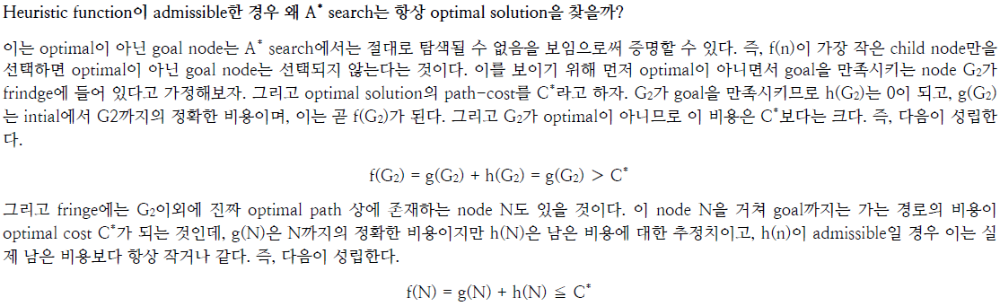 Heuristic function이 admissible한 경우 왜 A* search는 항상 optimal solution을 찾을까?
이는 optimal이 아닌 goal node는 A* search에서는 절대로 탐색될 수 없음을 보임으로써 증명할 수 있다. 즉, f(n)이 가장 작은 child node만을
선택하면 optimal이 아닌 goal node는 선택되지 않는다는 것이다. 이를 보이기 위해 먼저 optimal이 아니면서 goal을 만족시키는 node G2가
frindge에 들어 있다고 가정해보자. 그리고 optimal solution의 path-cost를 C*라고 하자. G2가 goal을 만족시키므로 h(G2)는 0이 되고, g(G2)
는 intial에서 G2까지의 정확한 비용이며, 이는 곧 f(G2)가 된다. 그리고 G2가 optimal이 아니므로 이 비용은 C*보다는 크다. 즉, 다음이 성립한
다.
f(G2) = g(G2) + h(G2) = g(G2) > C*
그리고 fringe에는 G2이외에 진짜 optimal path 상에 존재하는 node N도 있을 것이다. 이 node N을 거쳐 goal까지는 가는 경로의 비용이
optimal cost C*가 되는 것인데, g(N)은 N까지의 정확한 비용이지만 h(N)은 남은 비용에 대한 추정치이고, h(n)이 admissible일 경우 이는 실
제 남은 비용보다 항상 작거나 같다. 즉, 다음이 성립한다.
f(N) = g(N) + h(N) ≦ C*